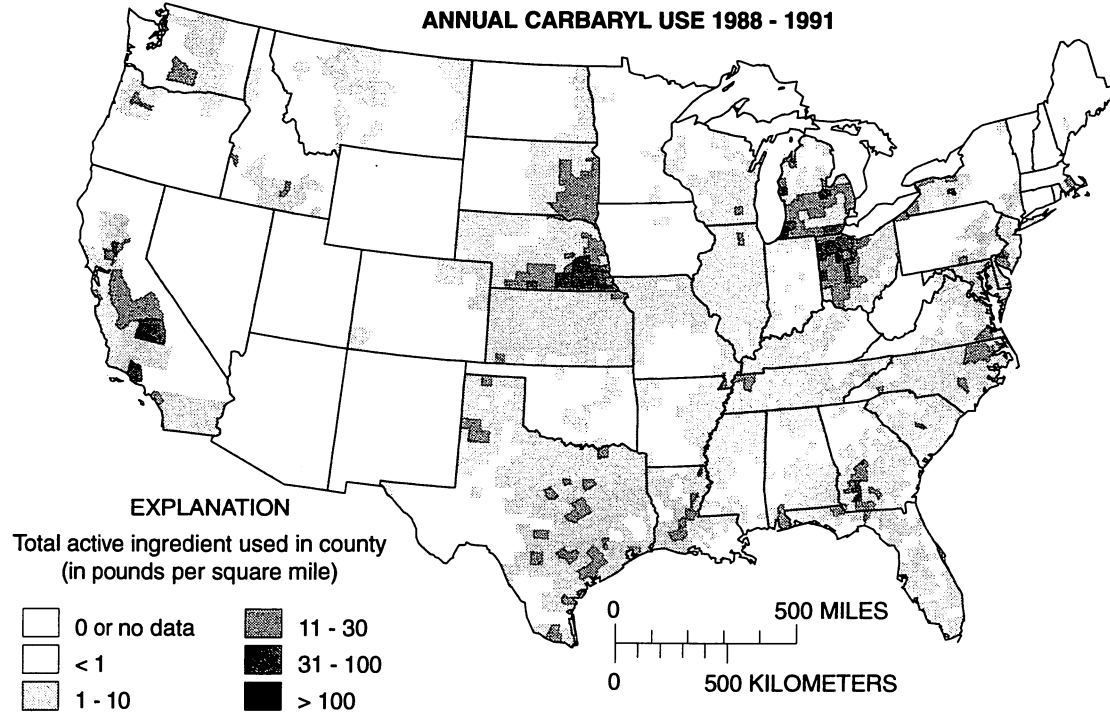 ANNUAL CARBARYL USE 1988 - 1991
EXPLANATION
Total active ingredient used in county
(in pounds per square mile)
0 or no data
< 1
1 - 10
11 - 30
31 - 100
> 100
0 500 MILES
0 500 KILOMETERS